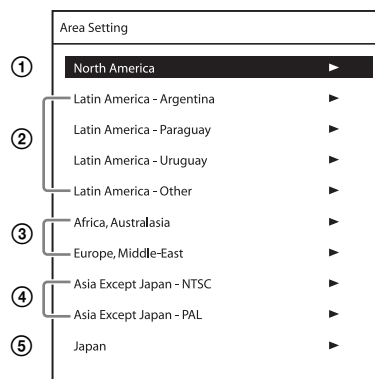 Area Setting
① North America ►
Latin America - Argentina ►
② Latin America - Paraguay ►
Latin America - Uruguay ►
Latin America - Other ►
③ Africa, Australasia ►
Europe, Middle-East ►
④ Asia Except Japan - NTSC ►
Asia Except Japan - PAL ►
⑤ Japan ►